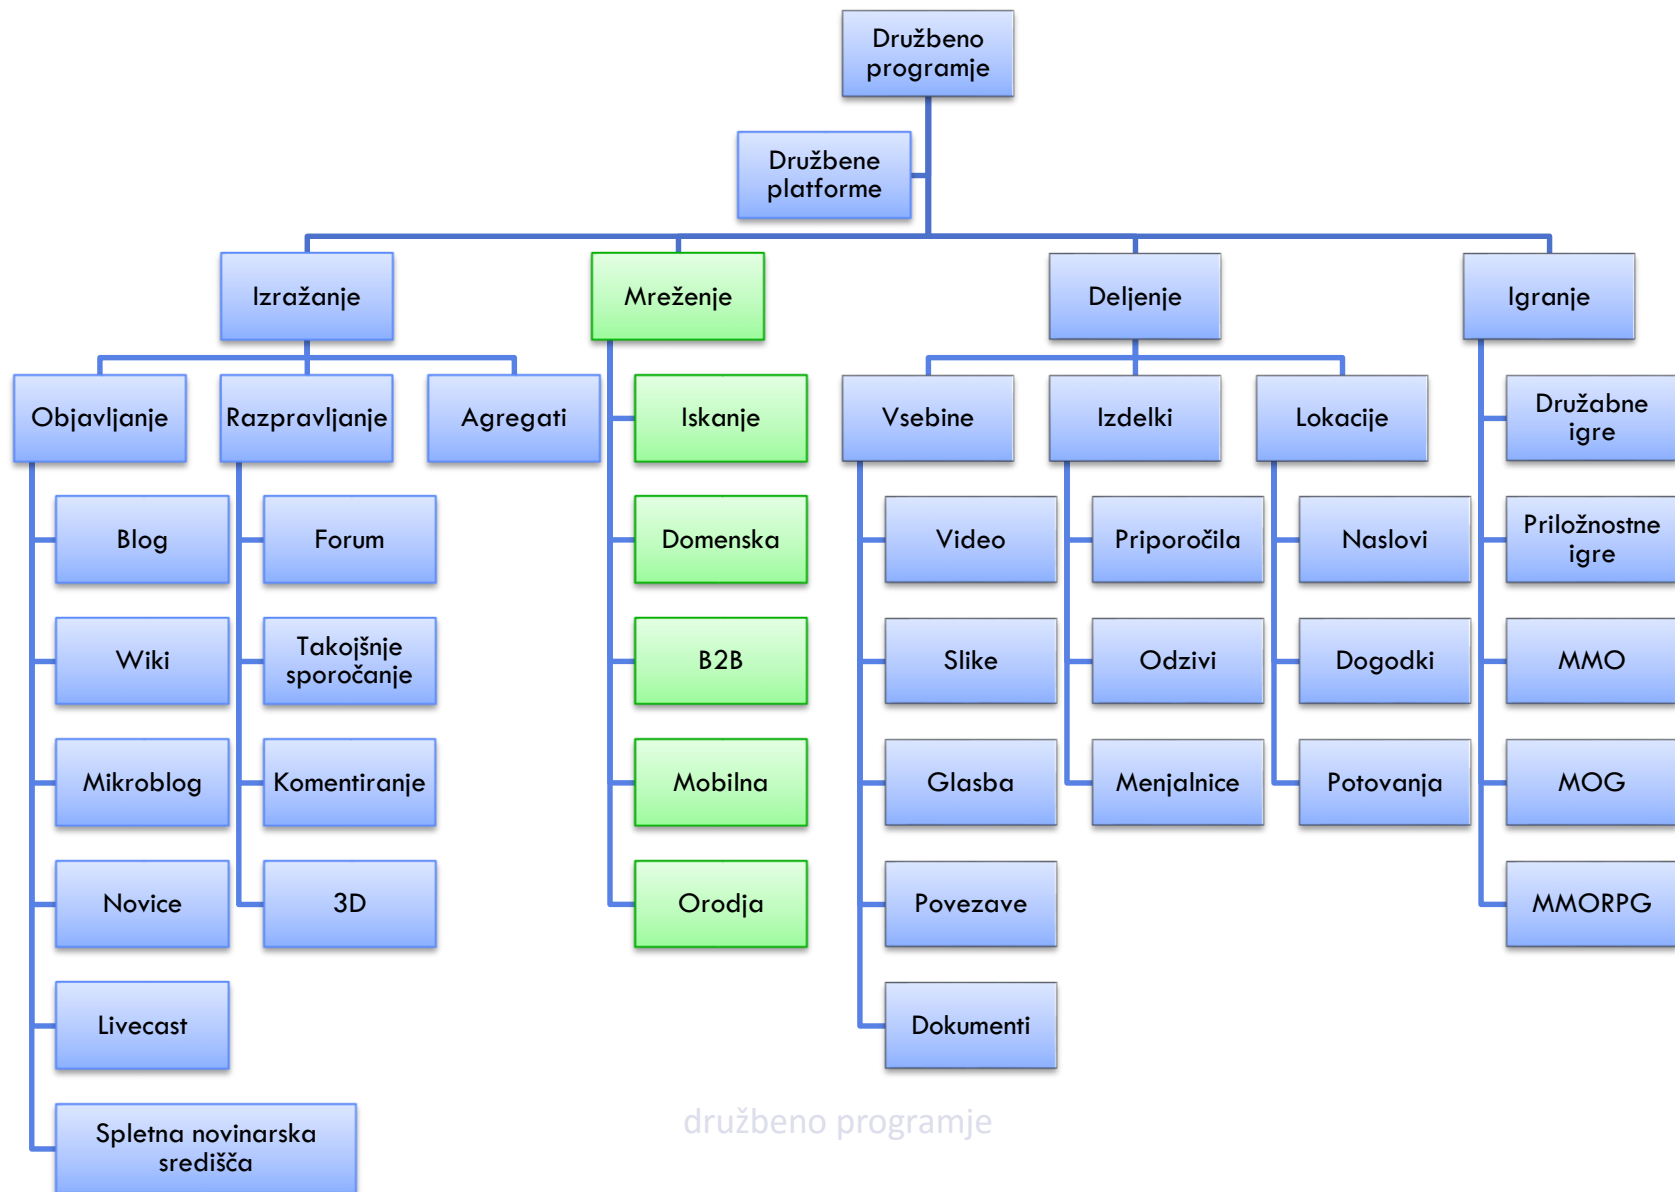 Družbeno
programje
Družbene
platforme
Izražanje
Mreženje
Deljenje
Igranje
Objavljanje
Razpravljanje
Agregati
Iskanje
Vsebine
Izdelki
Lokacije
Družabne
igre
Blog
Forum
Domenska
Video
Priporočila
Naslovi
Priložnostne
igre
Wiki
Takojšnje
sporočanje
B2B
Slike
Odzivi
Dogodki
MMO
Mikroblog
Komentiranje
Mobilna
Glasba
Menjalnice
Potovanja
MOG
Novice
3D
Orodja
Povezave
MMORPG
Livecast
Dokumenti
Spletna novinarska
središča
družbeno programje